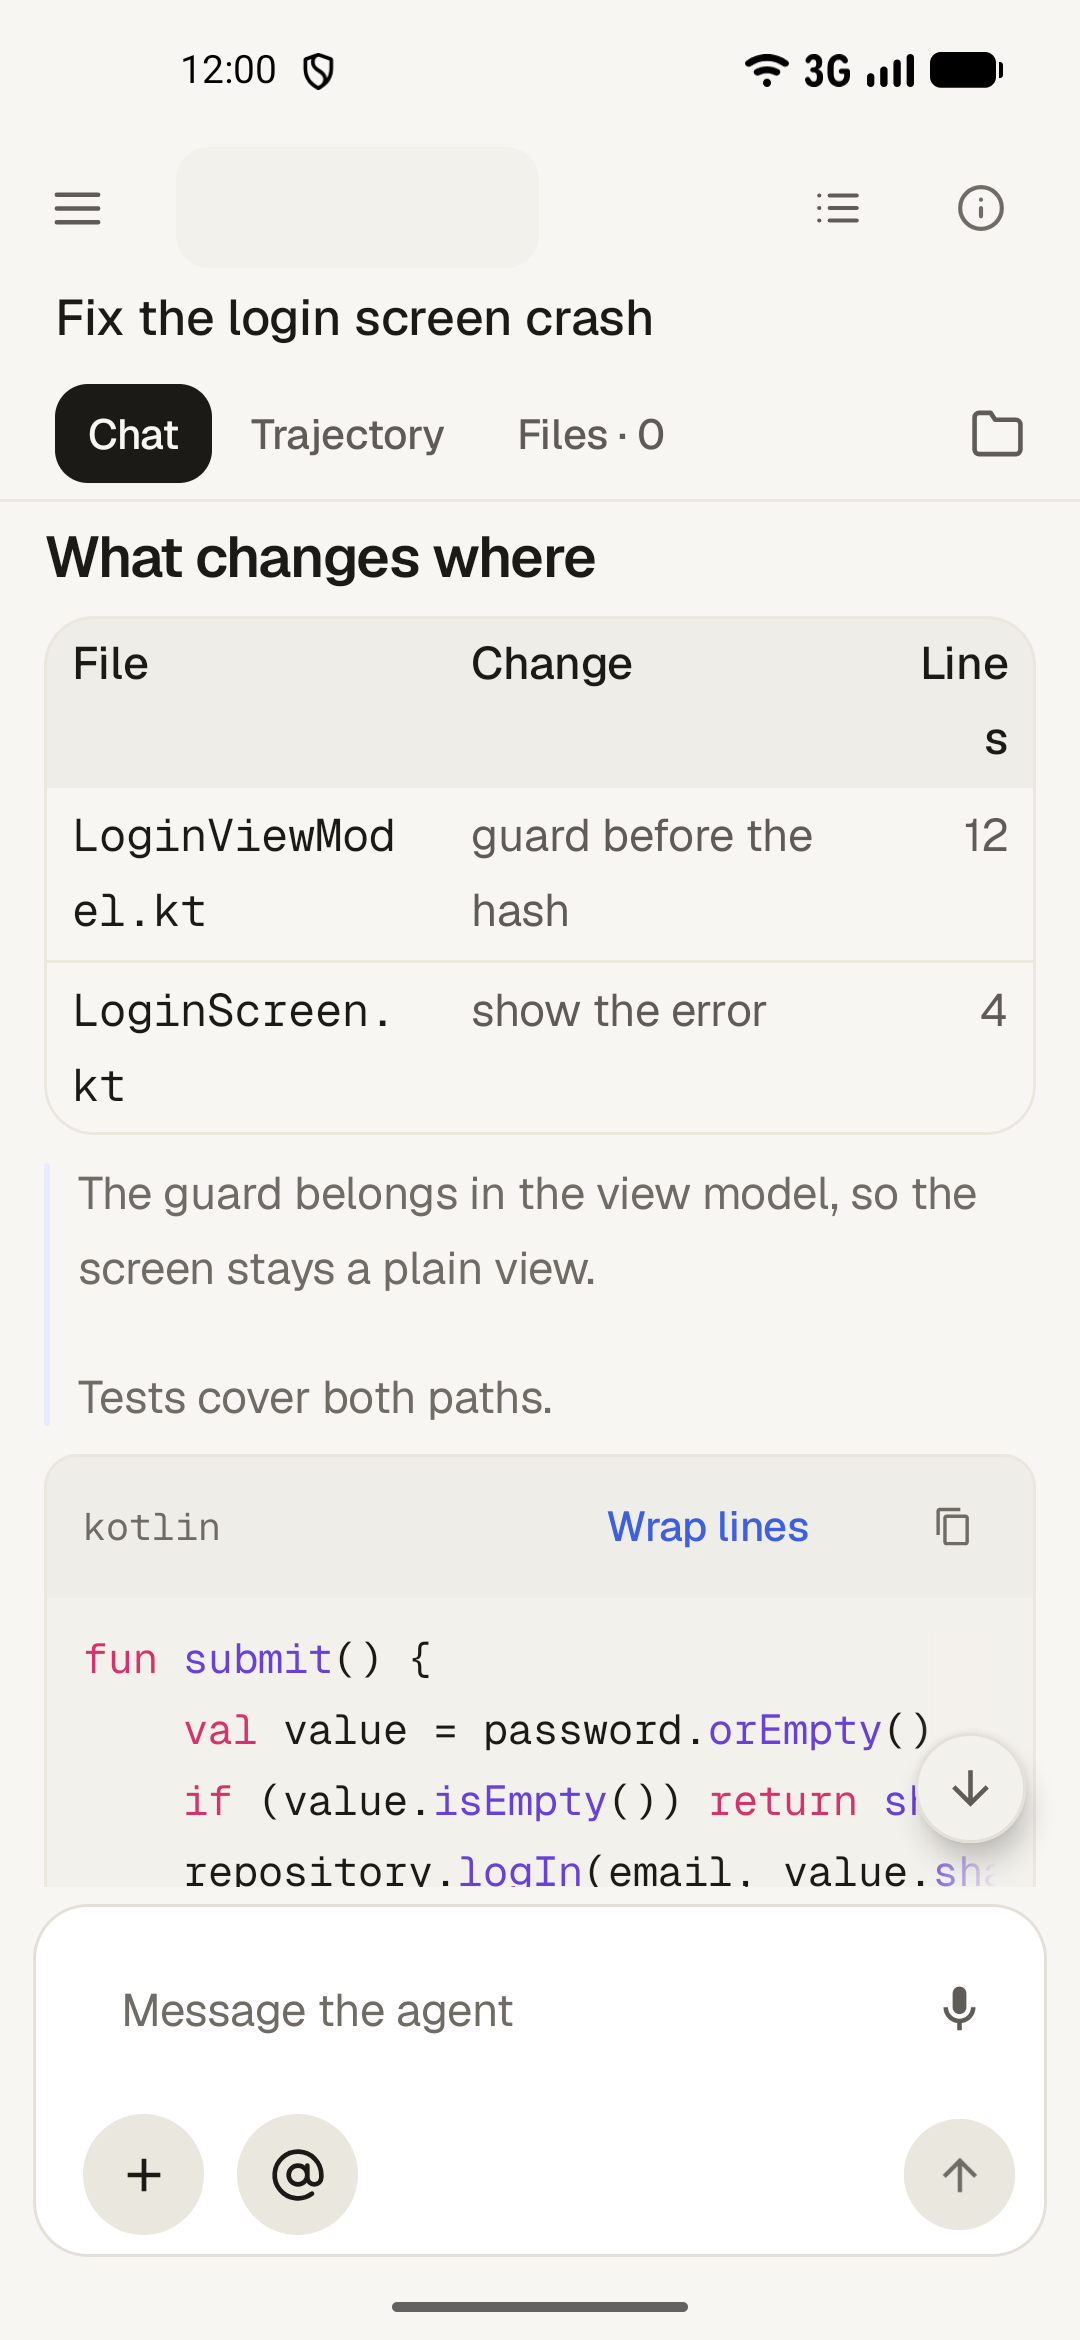 12:00
3G
Fix the login screen crash
Chat Trajectory Files · 0
What changes where
File Change Line
s
LoginViewMod guard before the 12
el.kt hash
LoginScreen. show the error 4
kt
The guard belongs in the view model, so the
screen stays a plain view.
Tests cover both paths.
kotlin Wrap lines
fun submit() {
val value = password.orEmpty()
if (value.isEmpty()) return
repository.logIn(email, value.sha
Message the agent